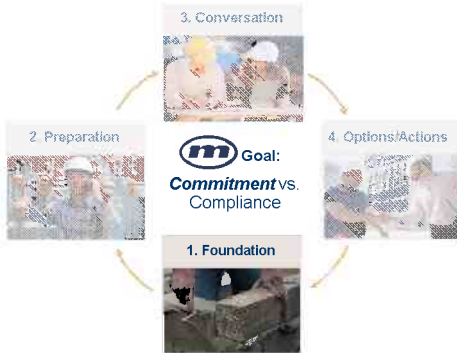 3. Conversation
2. Preparation
4. Options/Actions
m Goal:
Commitment vs.
Compliance
1. Foundation